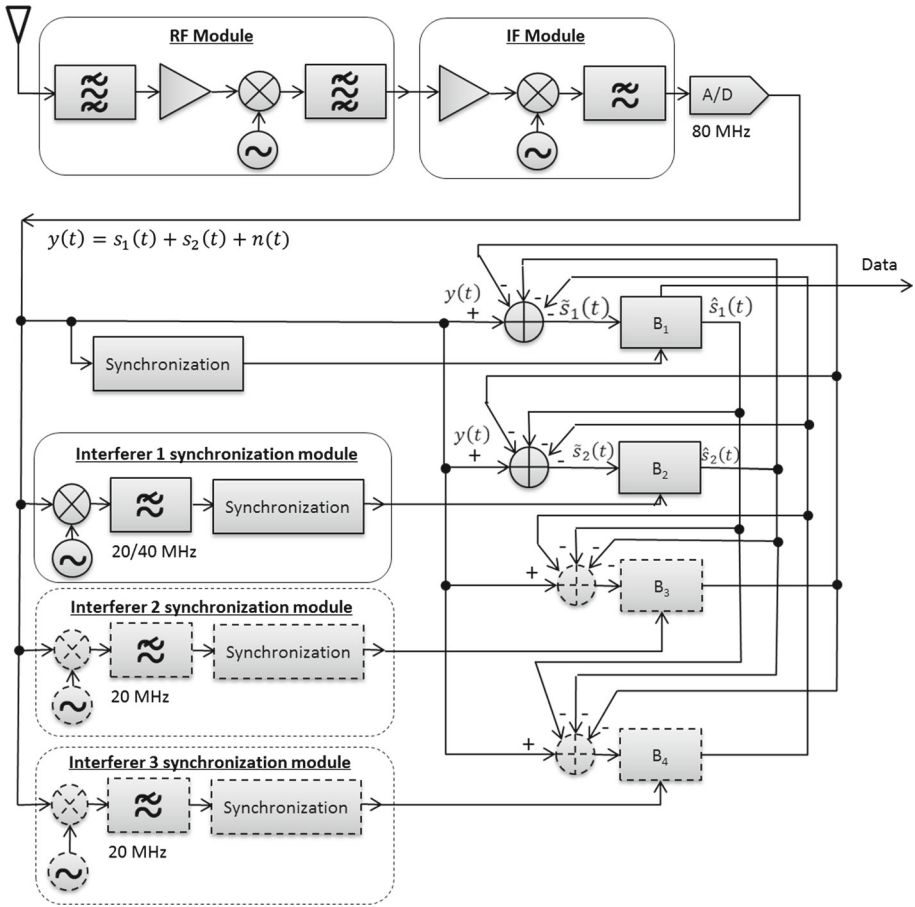 RF Module
IF Module
A/D
80 MHz
y(t) = s₁(t) + s₂(t) + n(t)
Data
y(t)
+
-
-
-
-
s̃₁(t)
B₁
ŝ₁(t)
Synchronization
y(t)
+
-
-
-
-
s̃₂(t)
B₂
ŝ₂(t)
Interferer 1 synchronization module
Synchronization
20/40 MHz
+
-
-
-
-
B₃
Interferer 2 synchronization module
Synchronization
20 MHz
+
-
-
-
B₄
Interferer 3 synchronization module
Synchronization
20 MHz